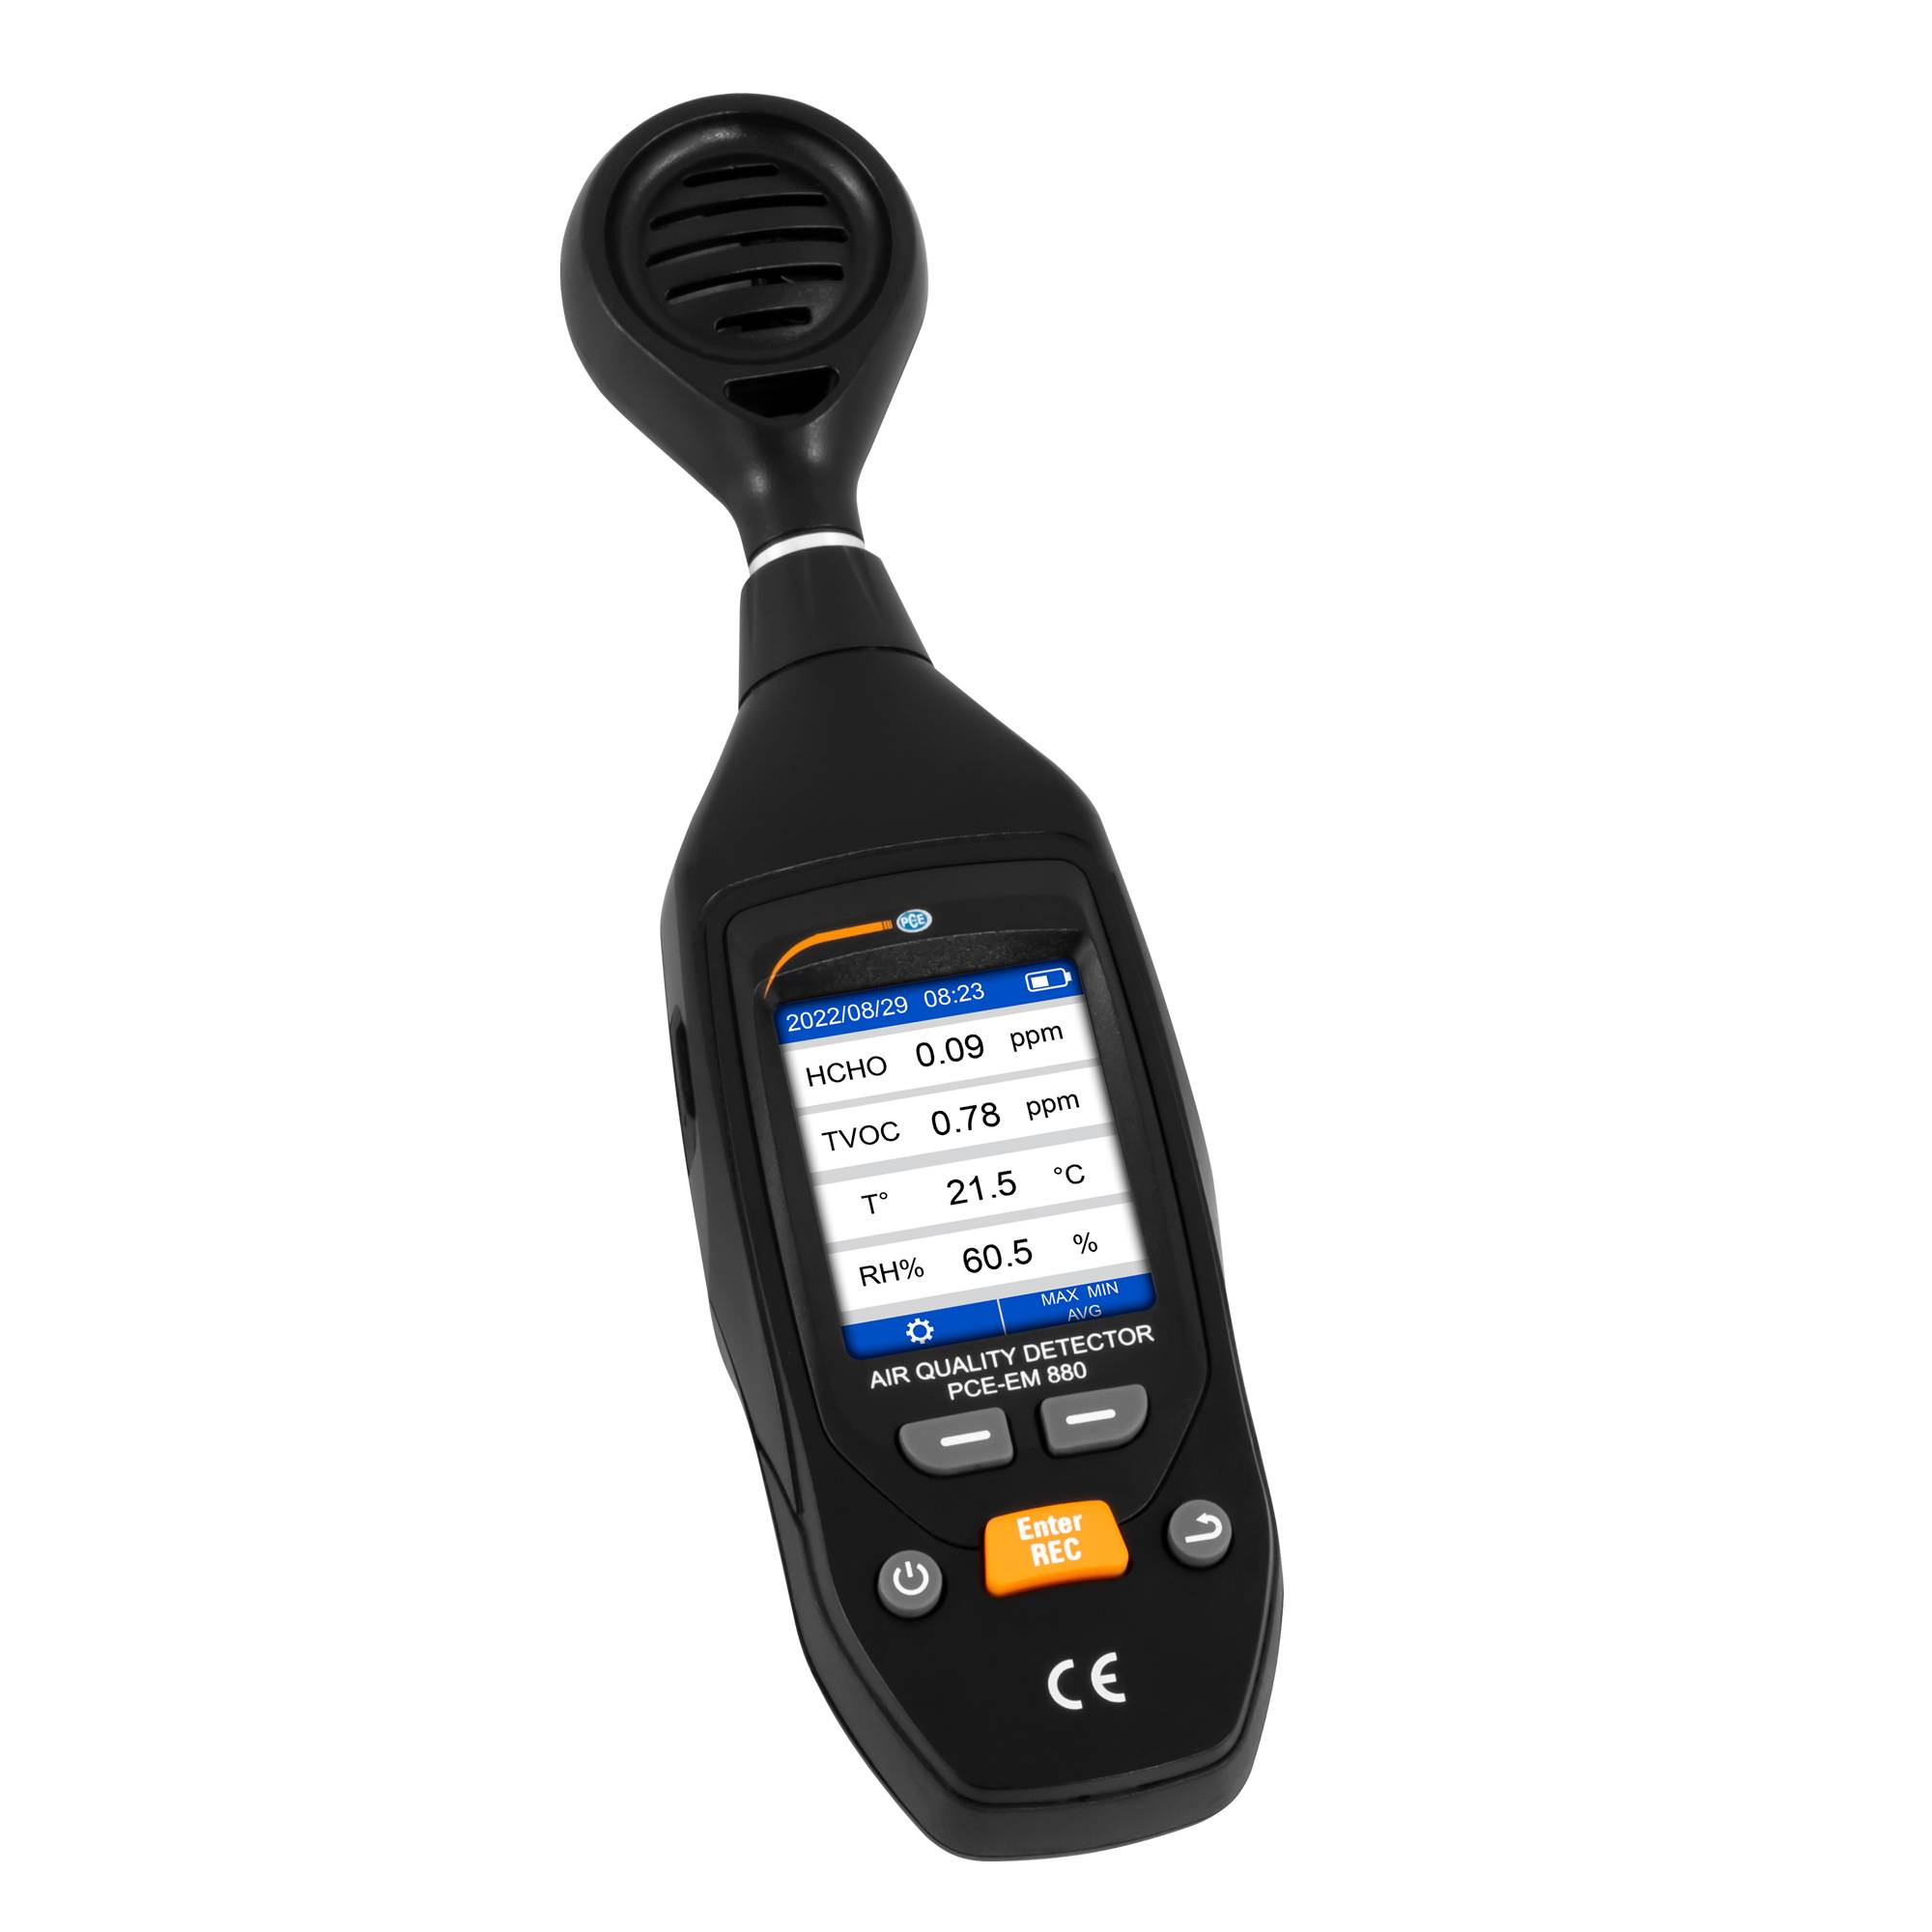 PCE
2022/08/29 08:23
HCHO 0.09 ppm
TVOC 0.78 ppm
T° 21.5 °C
RH% 60.5 %
MAX MIN
AVG
AIR QUALITY DETECTOR
PCE-EM 880
Enter
REC
CE